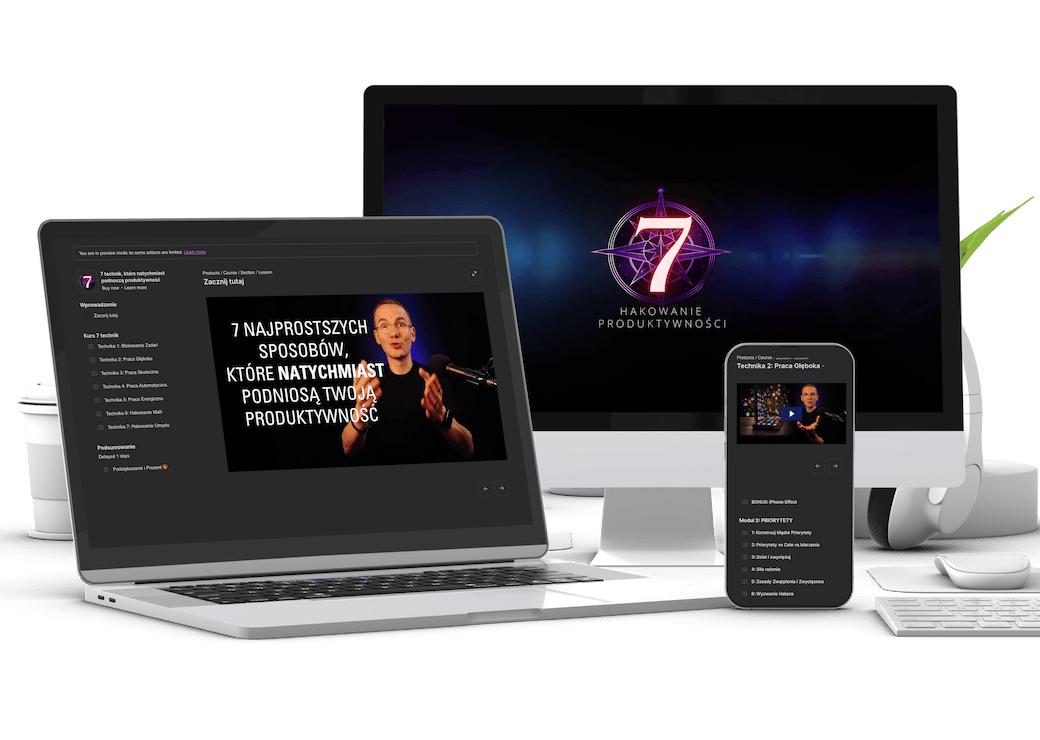 You are in preview mode so some actions are limited. Learn more
7
7 technik, które natychmiast
podnoszą produktywność
Buy now • Learn more
Wprowadzenie
Zacznij tutaj
Kurs 7 technik
Technika 1: Blokowanie Zadań
Technika 2: Praca Głęboka
Technika 3: Praca Skuteczna
Technika 4: Praca Automatyczna
Technika 5: Praca Energiczna
Technika 6: Hakowanie Maili
Technika 7: Hakowanie Umysłu
Podsumowanie
Delayed 1 days
Podziękowanie i Prezent
Products / Course / Section / Lesson
Zacznij tutaj
7 NAJPROSTSZYCH
SPOSOBÓW,
KTÓRE NATYCHMIAST
PODNIOSĄ TWOJĄ
PRODUKTYWNOŚĆ
7
HAKOWANIE
PRODUKTYWNOŚCI
Products / Course / Section / Lesson
Technika 2: Praca Głęboka
BONUS: iPhone Effect
Moduł 2: PRIORYTETY
1: Konstruuj Mądre Priorytety
2: Priorytety vs Cele vs Marzenia
3: Dziel i zwyciężaj
4: Siła rażenia
5: Zasady Zwątpienia i Zwycięstwa
6: Wyzwanie Hakera